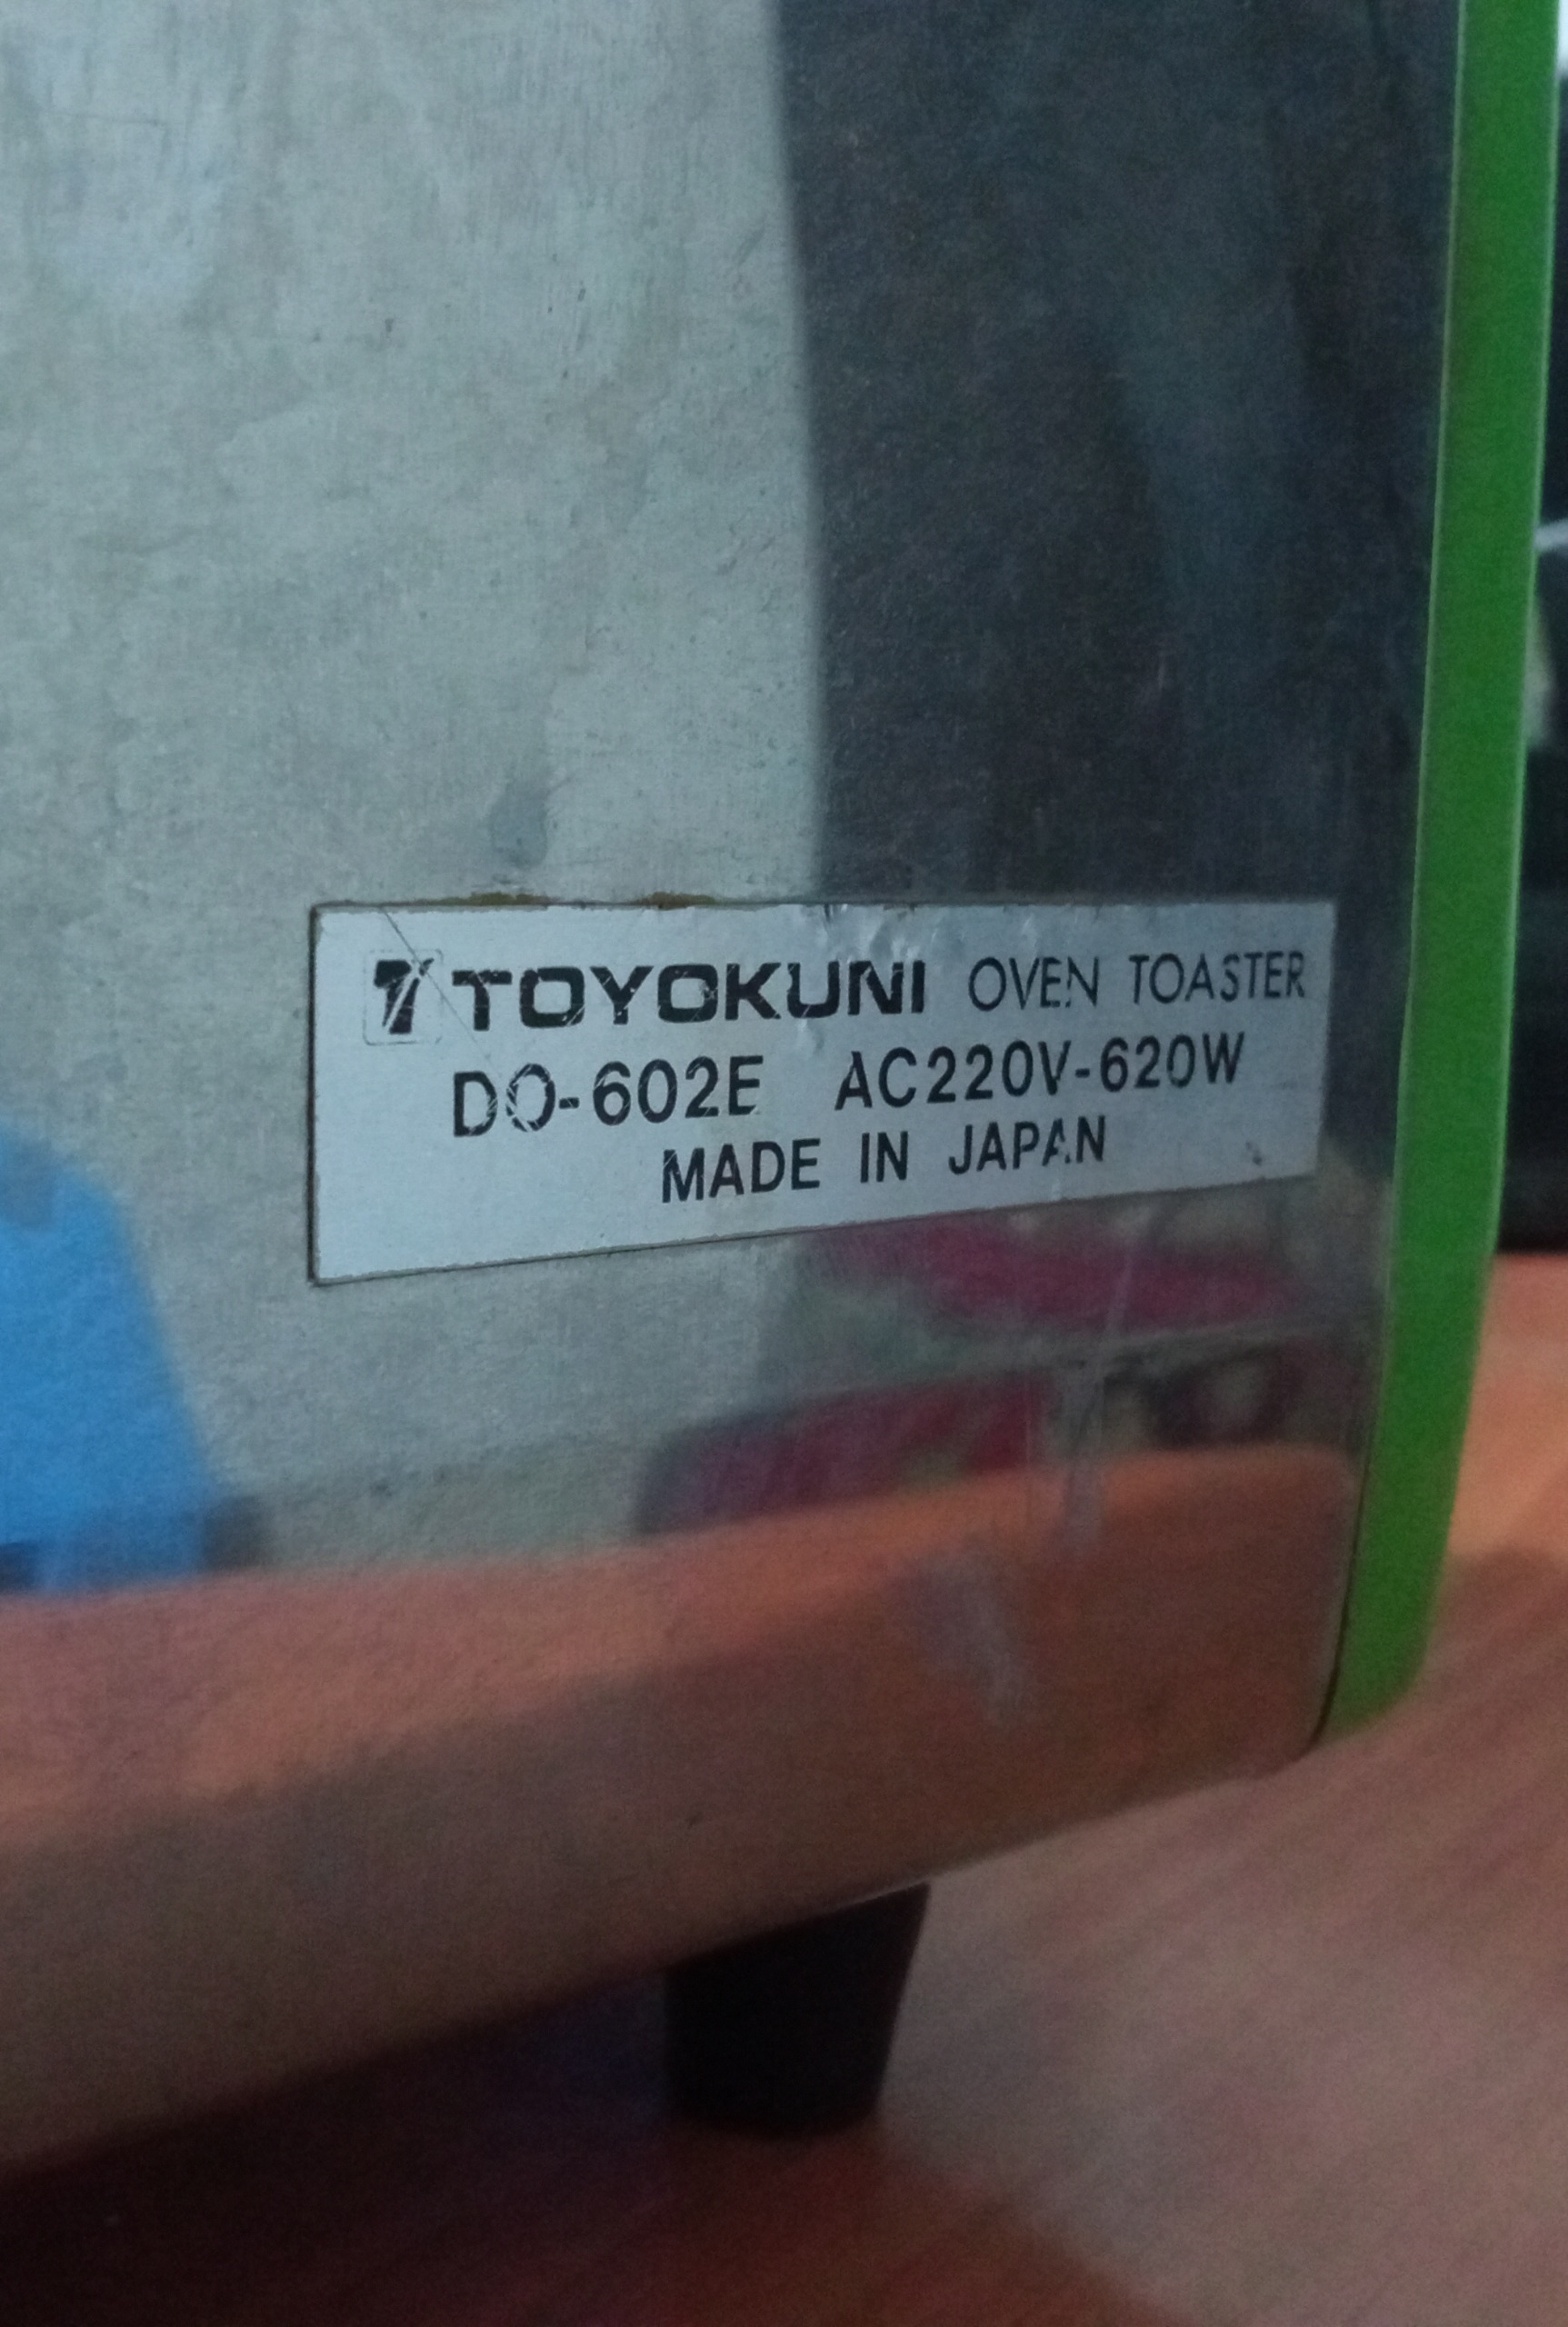 TOYOKUNI OVEN TOASTER
DO-602E AC220V-620W
MADE IN JAPAN